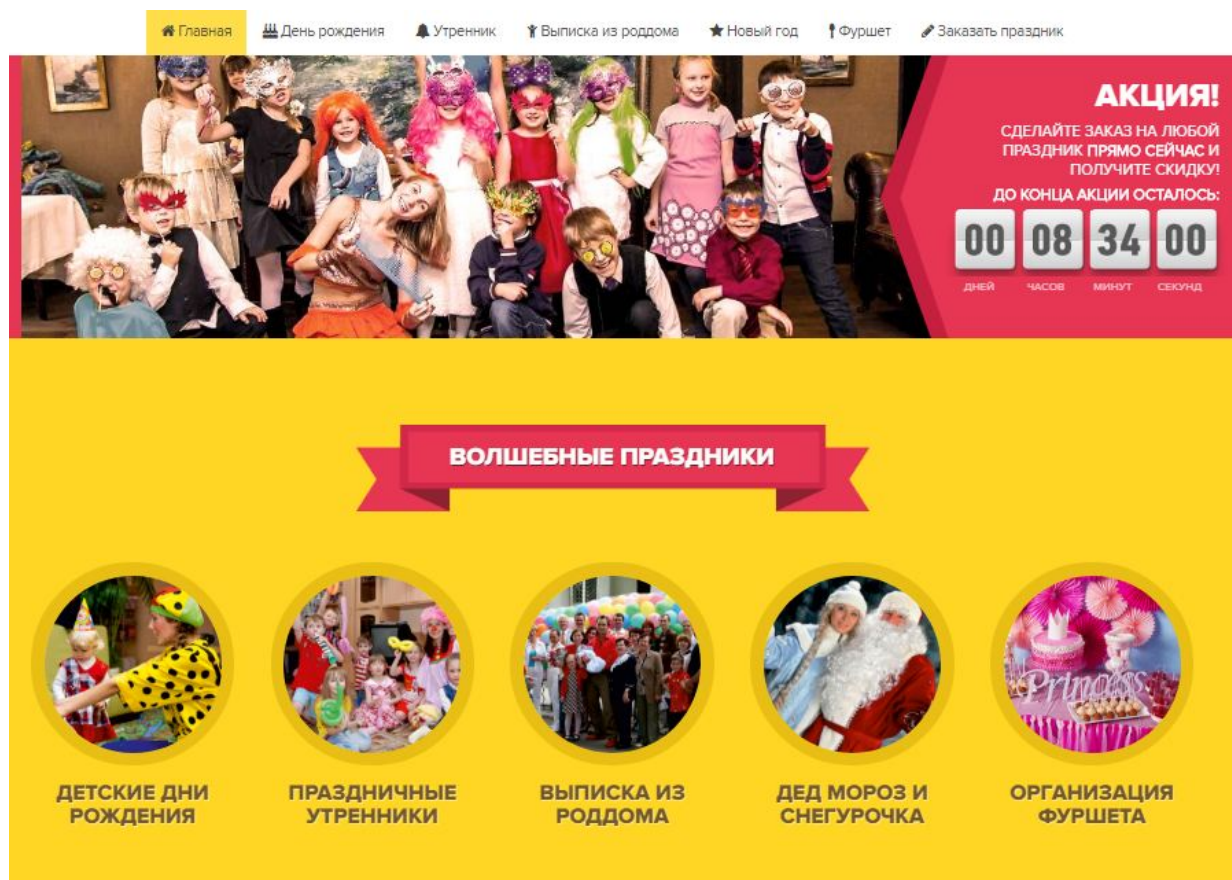 Главная День рождения Утренник Выписка из роддома Новый год Фуршет Заказать праздник
АКЦИЯ!
СДЕЛАЙТЕ ЗАКАЗ НА ЛЮБОЙ
ПРАЗДНИК ПРЯМО СЕЙЧАС И
ПОЛУЧИТЕ СКИДКУ!
ДО КОНЦА АКЦИИ ОСТАЛОСЬ:
00 08 34 00
ДНЕЙ ЧАСОВ МИНУТ СЕКУНД
ВОЛШЕБНЫЕ ПРАЗДНИКИ
Princess
ДЕТСКИЕ ДНИ
РОЖДЕНИЯ
ПРАЗДНИЧНЫЕ
УТРЕННИКИ
ВЫПИСКА ИЗ
РОДДОМА
ДЕД МОРОЗ И
СНЕГУРОЧКА
ОРГАНИЗАЦИЯ
ФУРШЕТА